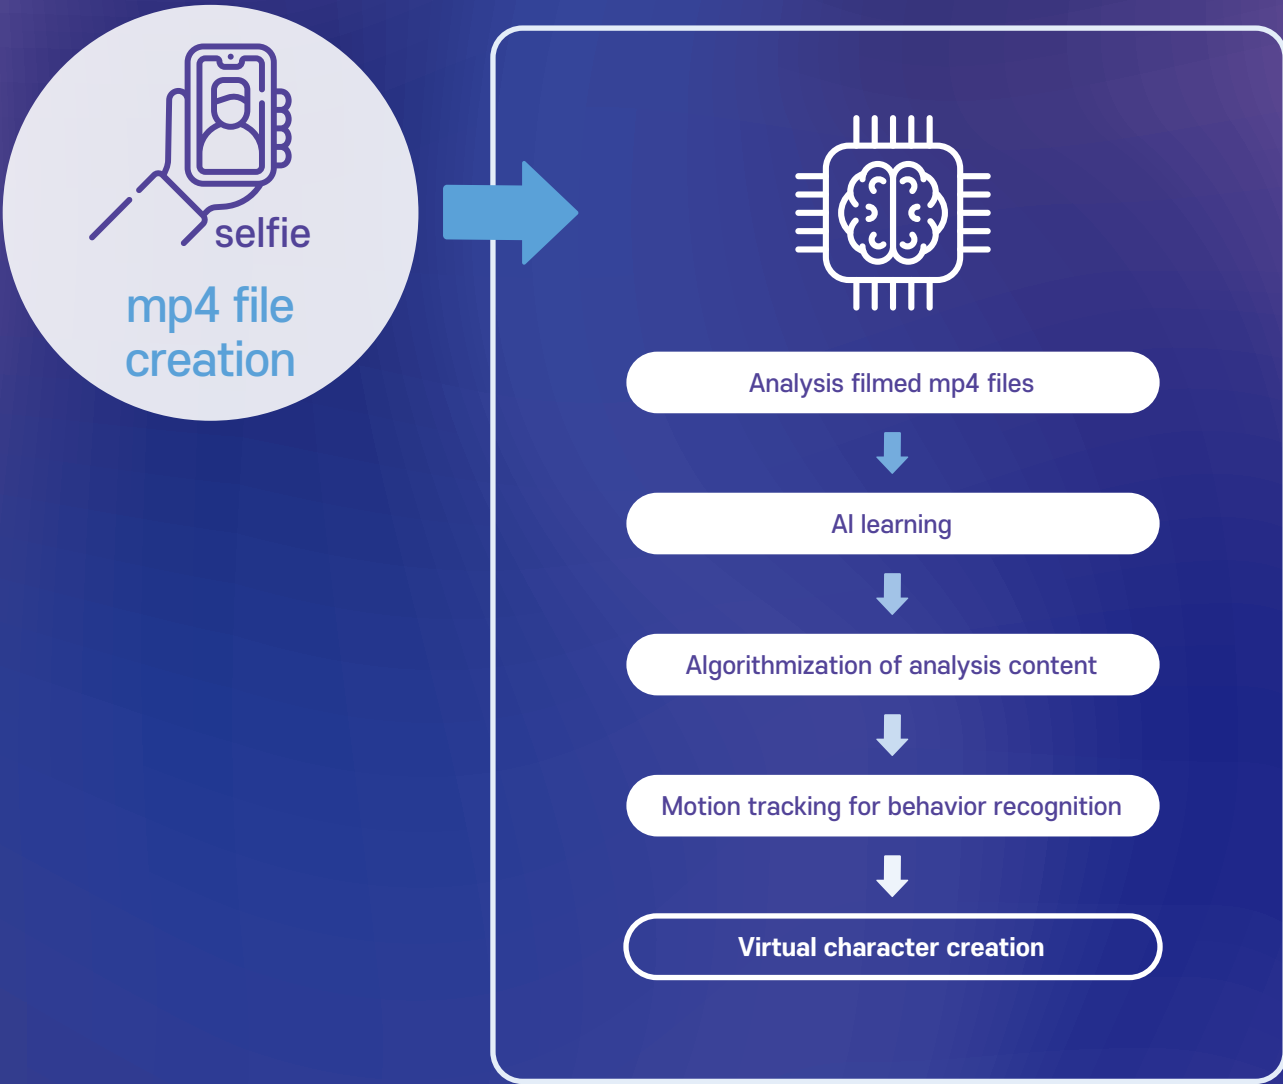 selfie
mp4 file
creation
Analysis filmed mp4 files
AI learning
Algorithmization of analysis content
Motion tracking for behavior recognition
Virtual character creation